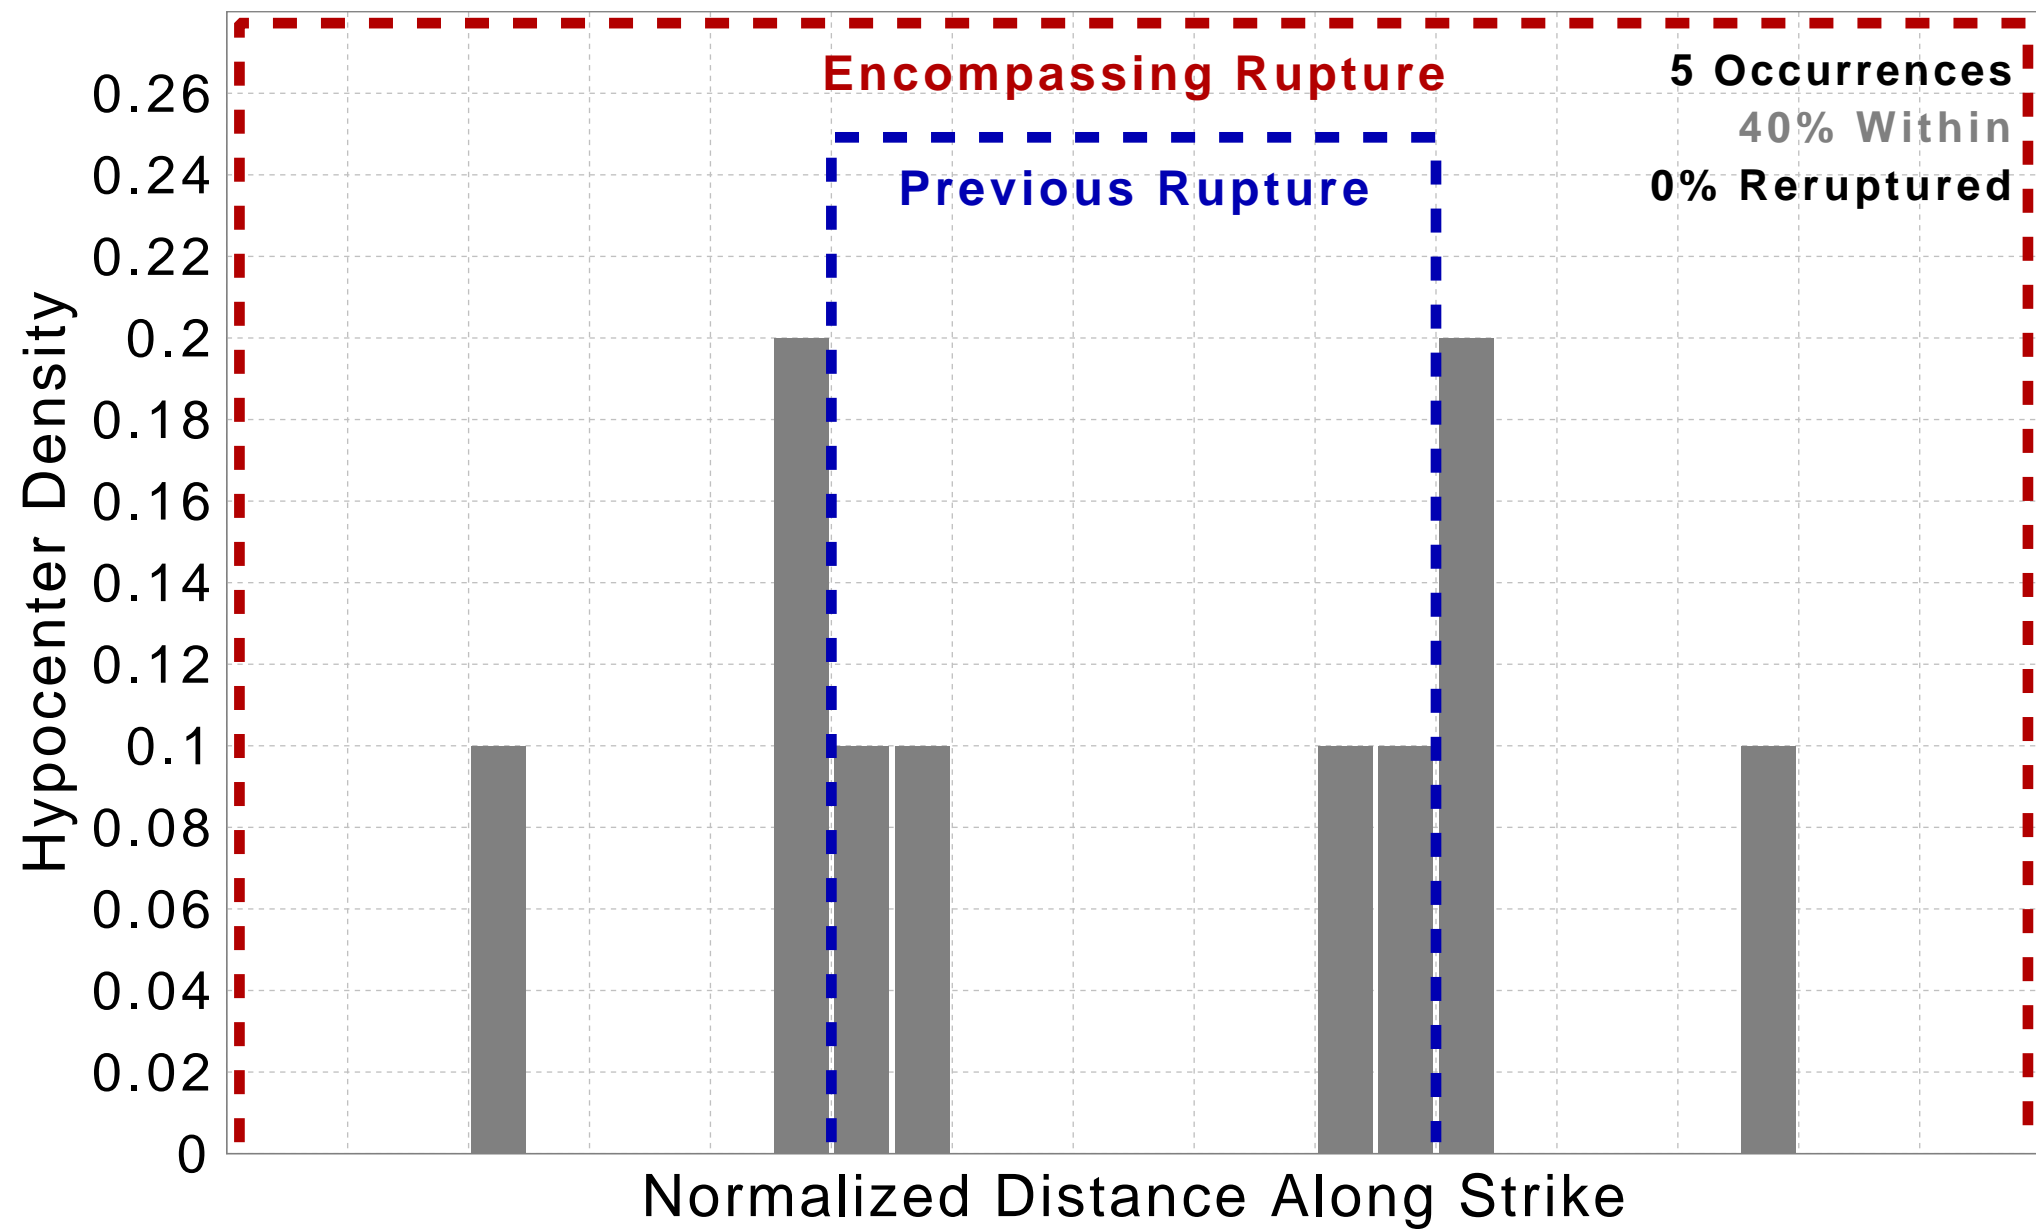 Encompassing Rupture
5 Occurrences
40% Within
0% Reruptured
Previous Rupture
Hypocenter Density
0.26
0.24
0.22
0.2
0.18
0.16
0.14
0.12
0.1
0.08
0.06
0.04
0.02
0
Normalized Distance Along Strike